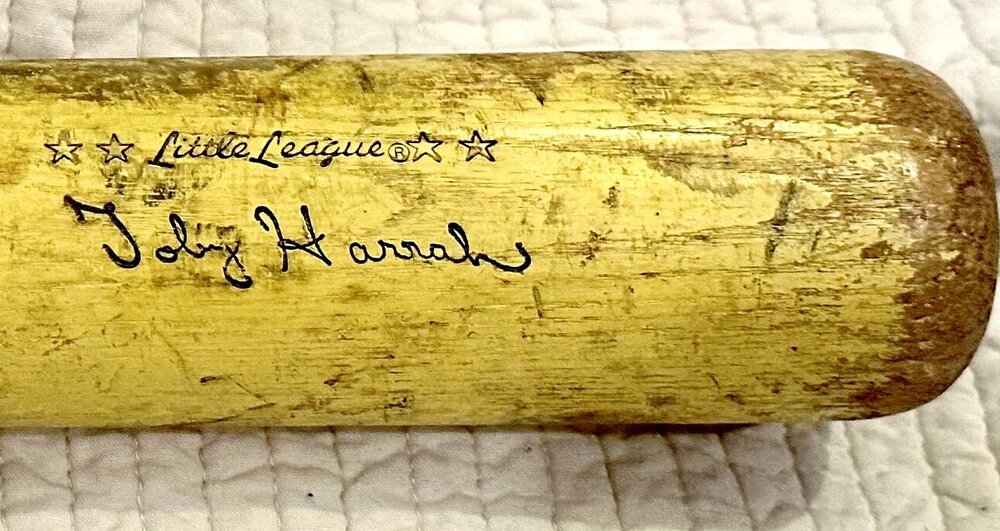 ☆ ☆ Little League® ☆ ☆
Toby Harrah